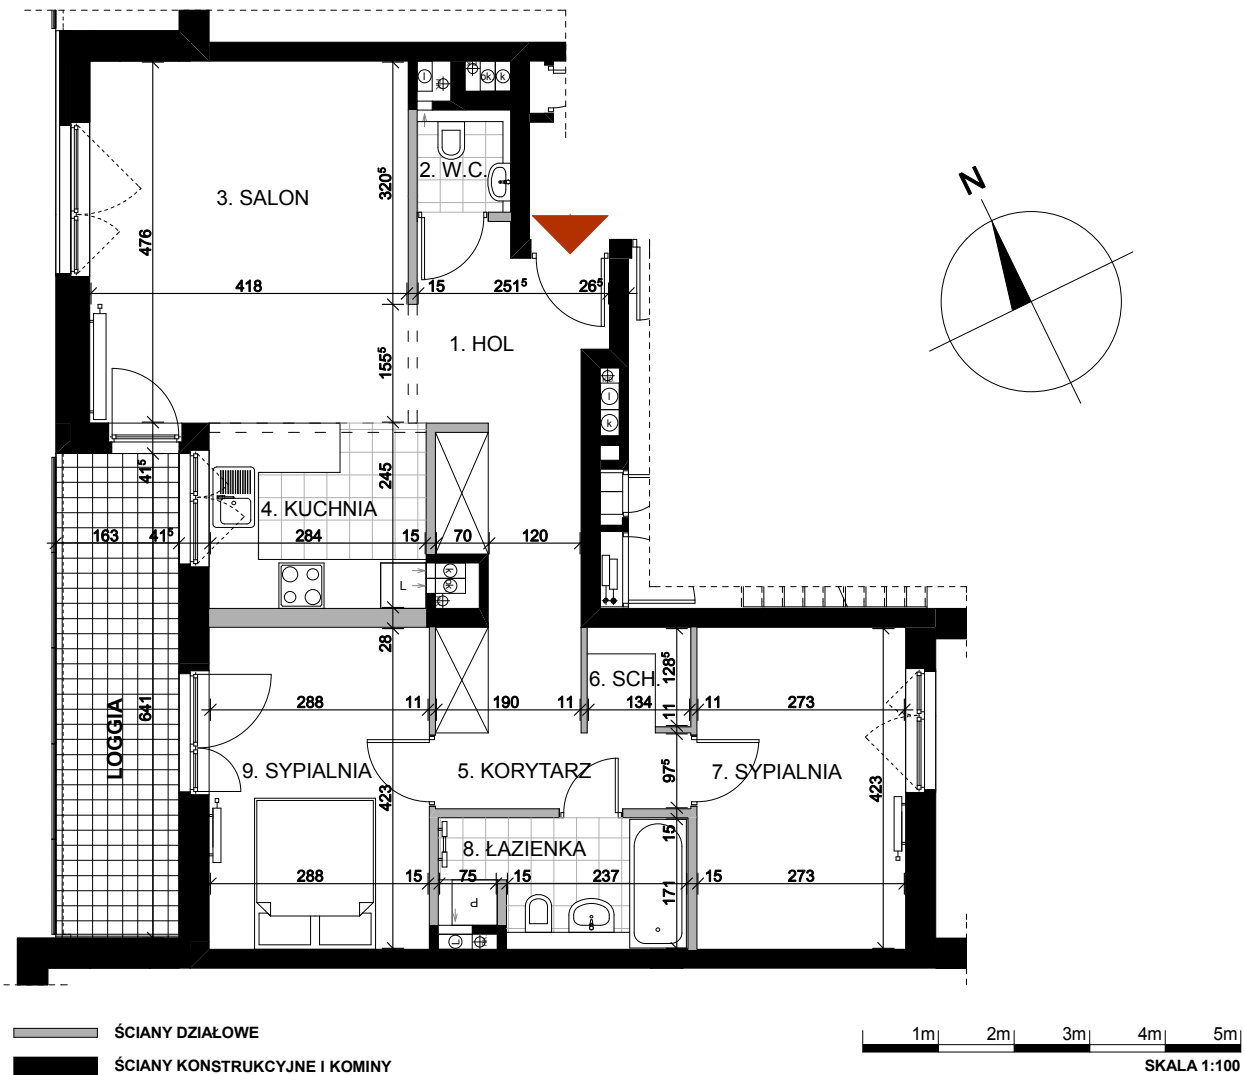 l
ok
k
2. W.C.
N
3. SALON
320⁵
476
418
15
251⁵
26⁵
1. HOL
155⁵
l
k
41⁵
245
4. KUCHNIA
163
41⁵
284
15
70
120
L
k
k
28
LOGGIA
641
6. SCH.
128⁵
288
11
190
11
134
11
11
273
9. SYPIALNIA
5. KORYTARZ
97⁵
7. SYPIALNIA
423
423
15
8. ŁAZIENKA
288
15
75
15
237
171
15
273
P
L
ŚCIANY DZIAŁOWE
ŚCIANY KONSTRUKCYJNE I KOMINY
1m 2m 3m 4m 5m
SKALA 1:100